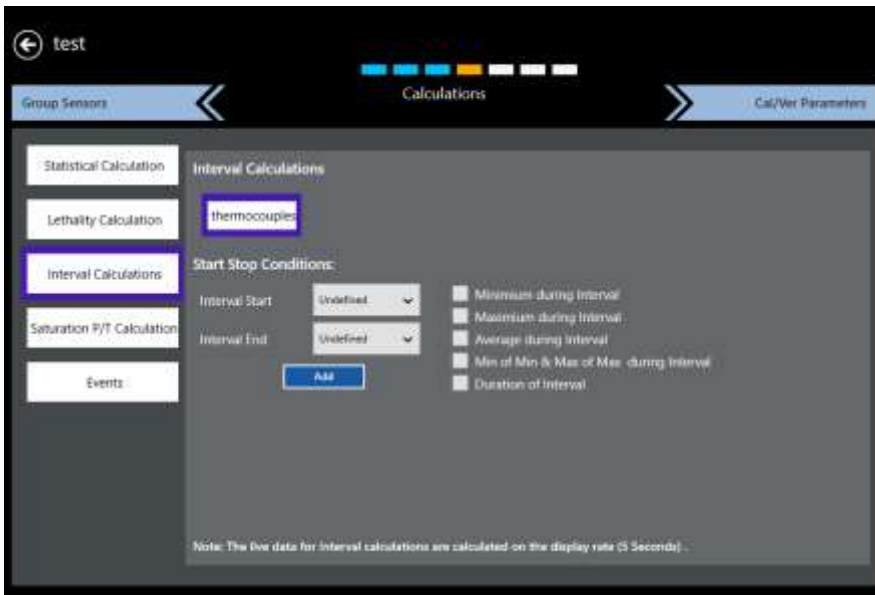 test
Calculations
Group Sensors
Cal/Ver Parameters
Statistical Calculation
Lethality Calculation
Interval Calculations
Saturation P/T Calculation
Events
Interval Calculations
thermocouples
Start Stop Conditions:
Interval Start
Undefined
Interval End
Undefined
Add
Minimium during Interval
Maximium during Interval
Average during Interval
Min of Min & Max of Max during Interval
Duration of Interval
Note: The live data for Interval calculations are calculated on the display rate (5 Seconds) .